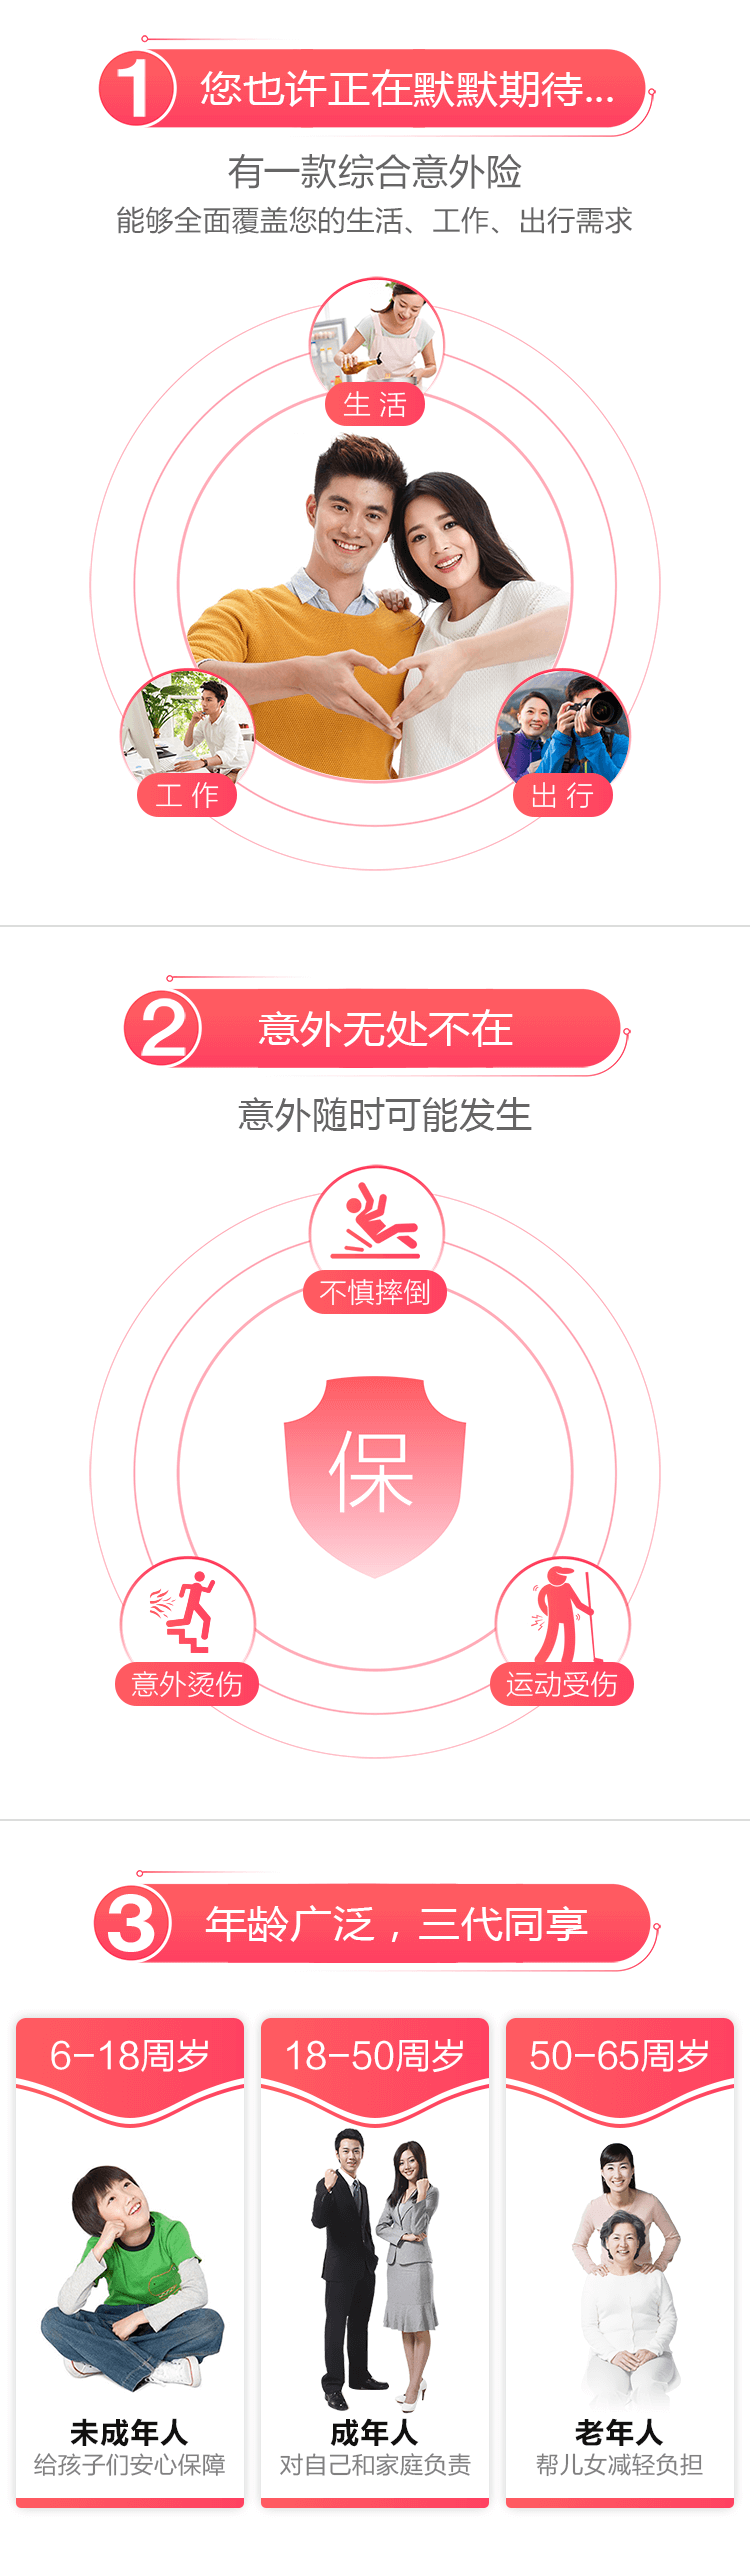 1 您也许正在默默期待...
有一款综合意外险
能够全面覆盖您的生活、工作、出行需求
生活
工作
出行
2 意外无处不在
意外随时可能发生
不慎摔倒
保
意外烫伤
运动受伤
3 年龄广泛，三代同享
6-18周岁
未成年人
给孩子们安心保障
18-50周岁
成年人
对自己和家庭负责
50-65周岁
老年人
帮儿女减轻负担